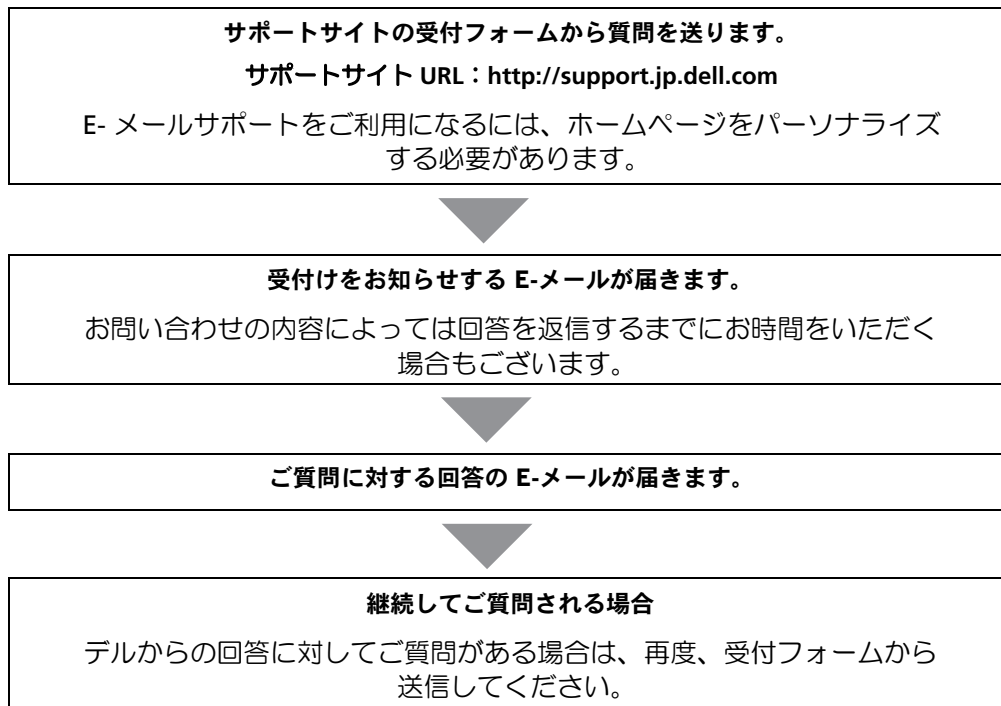 サポートサイトの受付フォームから質問を送ります。
サポートサイト URL：http://support.jp.dell.com
E- メールサポートをご利用になるには、ホームページをパーソナライズ
する必要があります。
受付けをお知らせする E-メールが届きます。
お問い合わせの内容によっては回答を返信するまでにお時間をいただく
場合もございます。
ご質問に対する回答の E-メールが届きます。
継続してご質問される場合
デルからの回答に対してご質問がある場合は、再度、受付フォームから
送信してください。